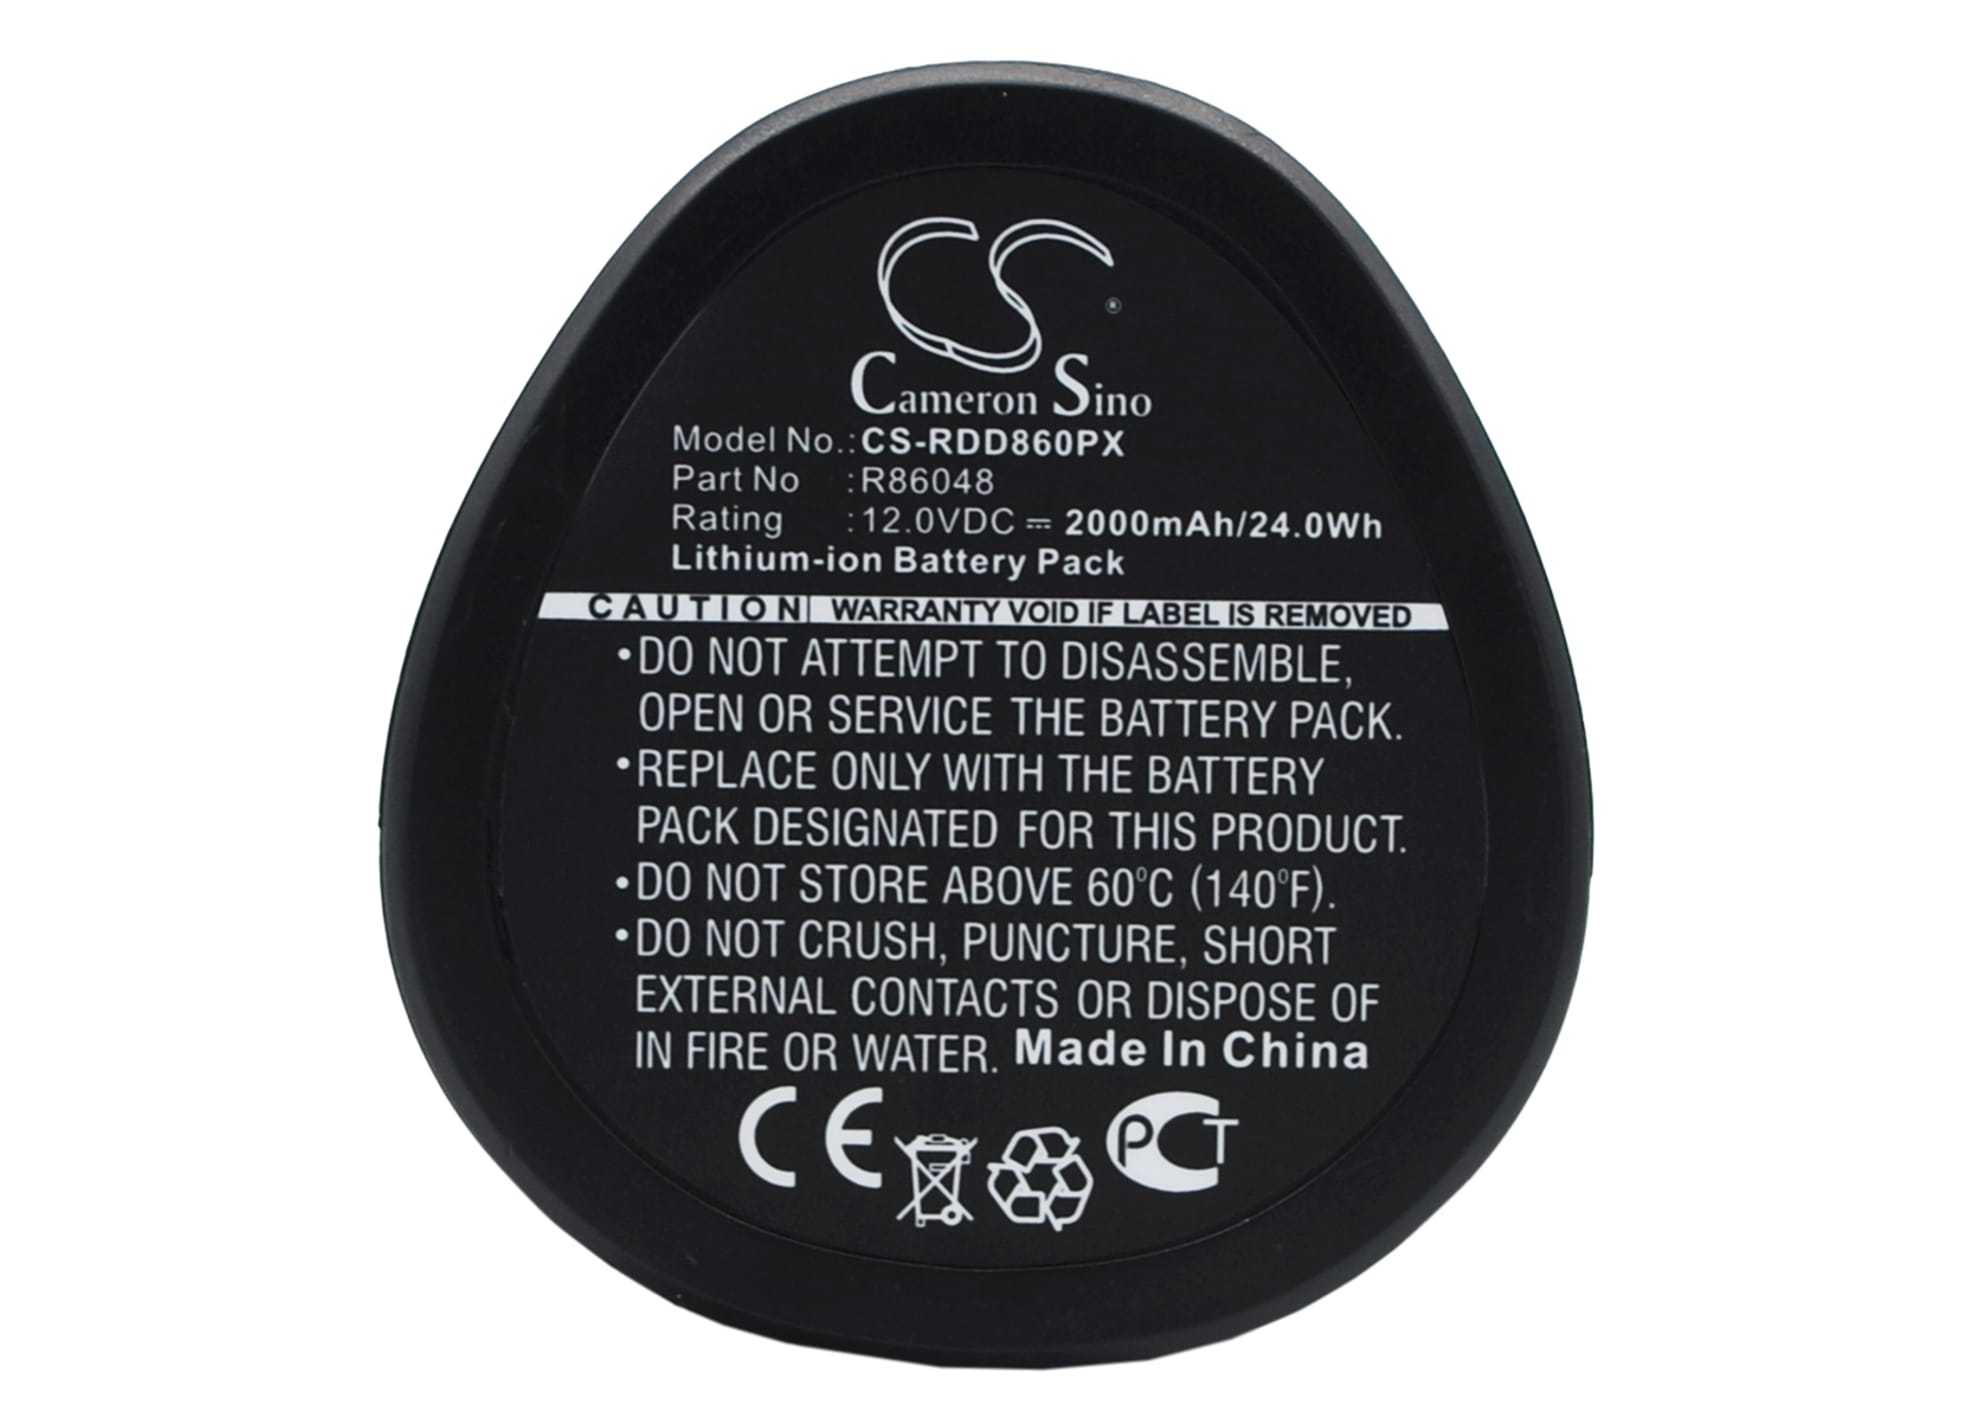 CS
®
Cameron Sino
Model No.: CS-RDD860PX
Part No : R86048
Rating : 12.0VDC ⎓ 2000mAh/24.0Wh
Lithium-ion Battery Pack
CAUTION WARRANTY VOID IF LABEL IS REMOVED
•DO NOT ATTEMPT TO DISASSEMBLE,
OPEN OR SERVICE THE BATTERY PACK.
•REPLACE ONLY WITH THE BATTERY
PACK DESIGNATED FOR THIS PRODUCT.
•DO NOT STORE ABOVE 60°C (140°F).
•DO NOT CRUSH, PUNCTURE, SHORT
EXTERNAL CONTACTS OR DISPOSE OF
IN FIRE OR WATER. Made In China
CE PCT